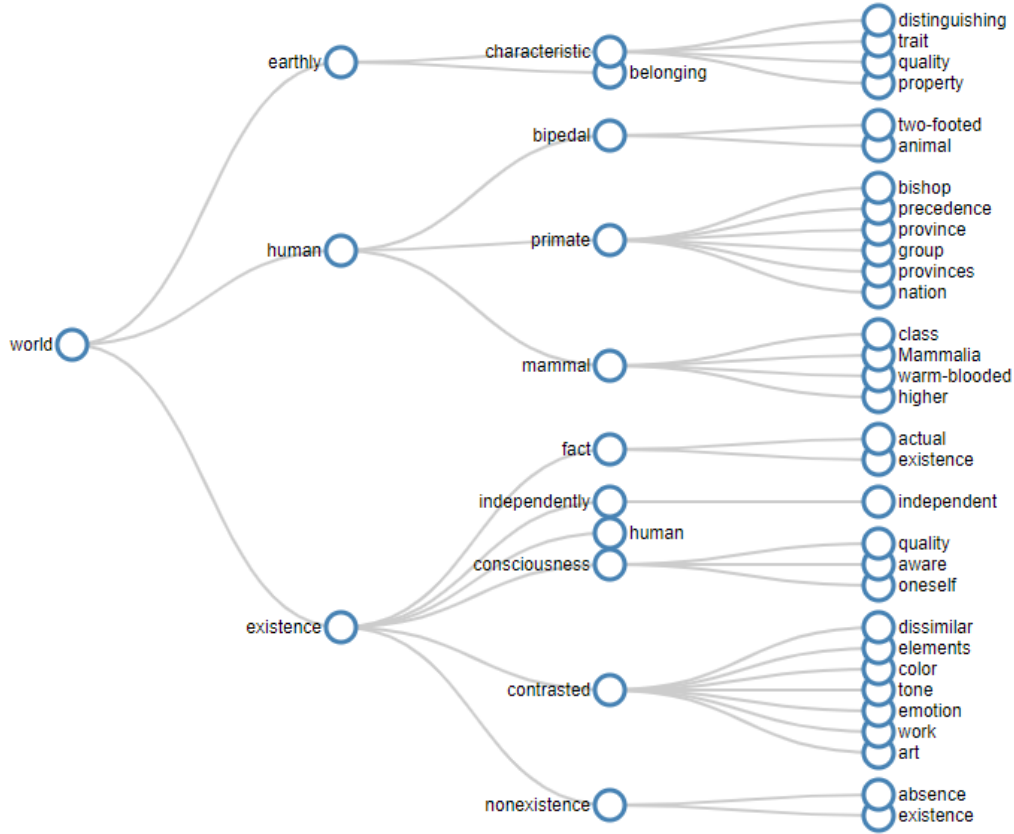 distinguishing
characteristic
trait
earthly
quality
belonging
property
two-footed
bipedal
animal
bishop
precedence
province
primate
human
group
provinces
nation
class
world
Mammalia
mammal
warm-blooded
higher
actual
fact
existence
independently
independent
human
quality
consciousness
aware
oneself
existence
dissimilar
elements
color
contrasted
tone
emotion
work
art
absence
nonexistence
existence